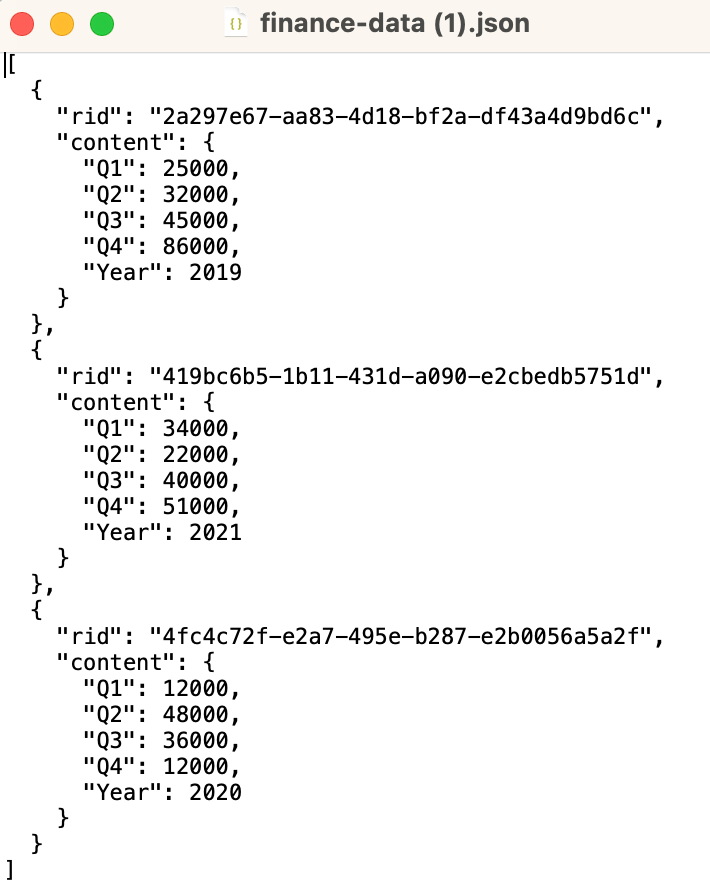 finance-data (1).json
[
  {
    "rid": "2a297e67-aa83-4d18-bf2a-df43a4d9bd6c",
    "content": {
      "Q1": 25000,
      "Q2": 32000,
      "Q3": 45000,
      "Q4": 86000,
      "Year": 2019
    }
  },
  {
    "rid": "419bc6b5-1b11-431d-a090-e2cbedb5751d",
    "content": {
      "Q1": 34000,
      "Q2": 22000,
      "Q3": 40000,
      "Q4": 51000,
      "Year": 2021
    }
  },
  {
    "rid": "4fc4c72f-e2a7-495e-b287-e2b0056a5a2f",
    "content": {
      "Q1": 12000,
      "Q2": 48000,
      "Q3": 36000,
      "Q4": 12000,
      "Year": 2020
    }
  }
]